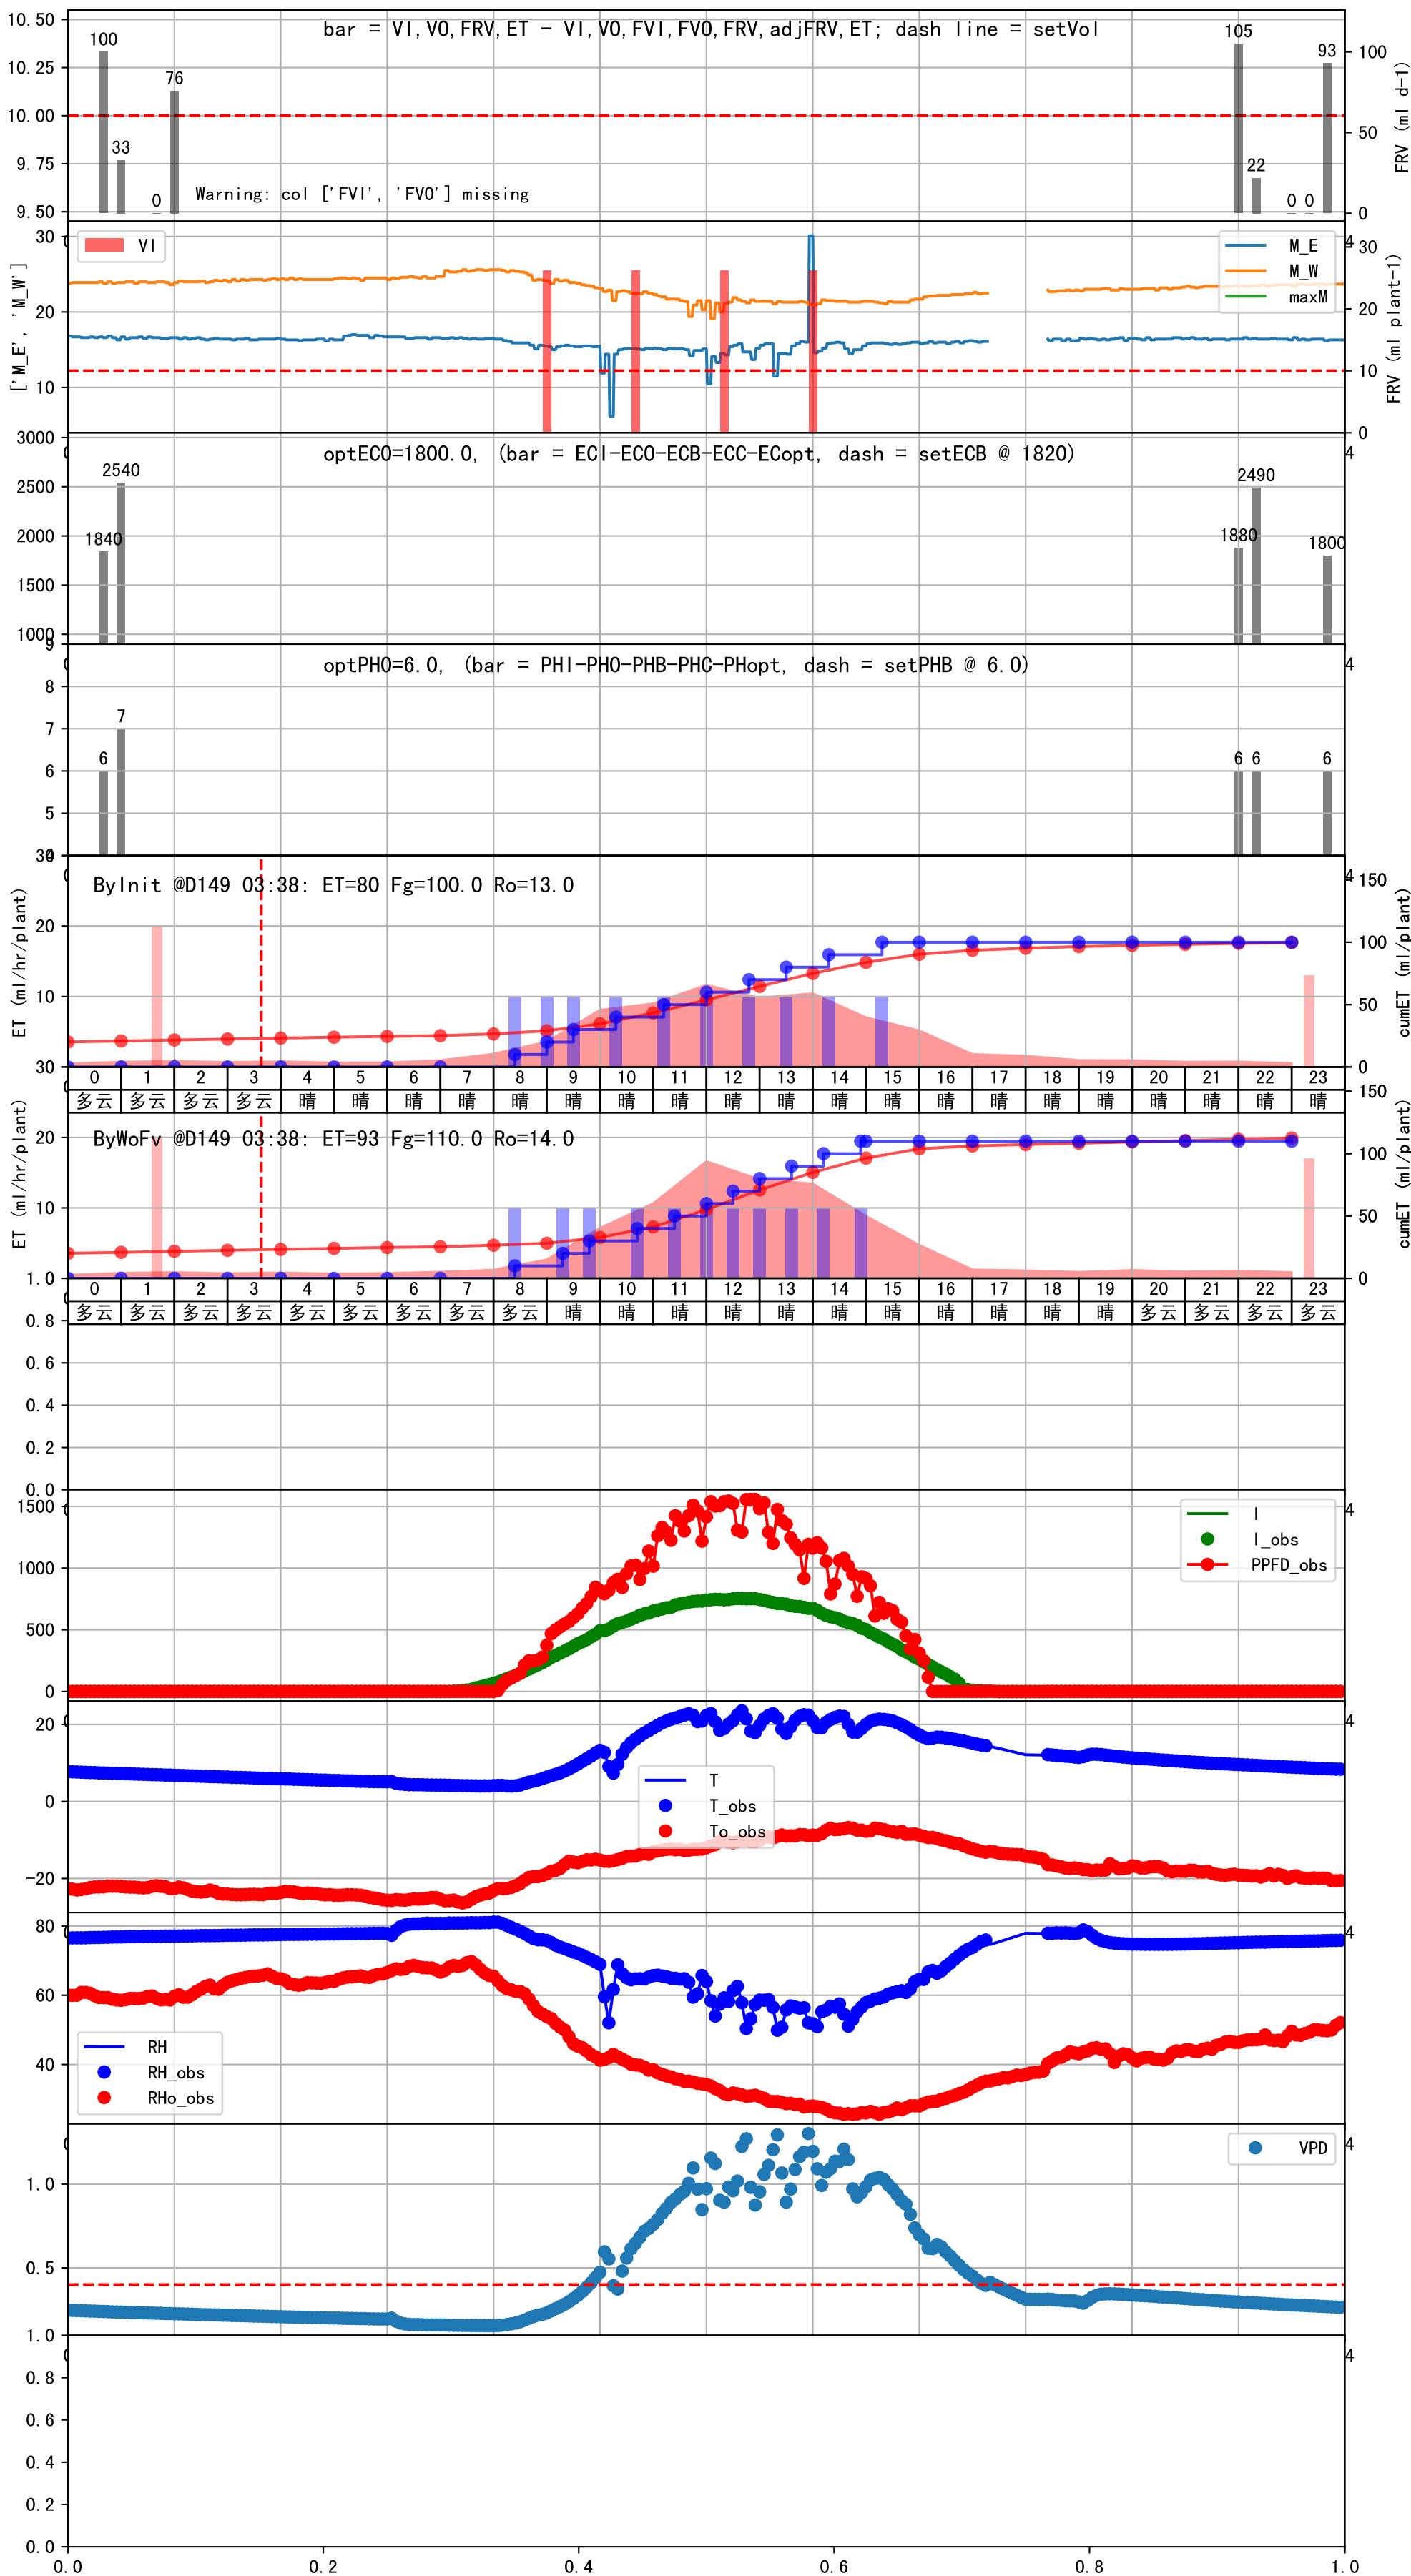 bar = VI,VO,FRV,ET - VI,VO,FVI,FVO,FRV,adjFRV,ET; dash line = setVol
10.50
10.25
10.00
9.75
9.50
100
33
0
76
105
22
0
0
93
Warning: col ['FVI', 'FVO'] missing
100
50
0
FRV (ml d-1)
30
20
10
['M_E', 'M_W']
VI
M_E
M_W
maxM
4
30
20
10
0
FRV (ml plant-1)
optECO=1800.0, (bar = ECI-ECO-ECB-ECC-ECopt, dash = setECB @ 1820)
3000
2500
2000
1500
1000
1840
2540
1880
2490
1800
4
optPHO=6.0, (bar = PHI-PHO-PHB-PHC-PHopt, dash = setPHB @ 6.0)
9
8
7
6
5
4
6
7
6
6
6
4
ByInit @D149 03:38: ET=80 Fg=100.0 Ro=13.0
30
20
10
ET (ml/hr/plant)
4
150
100
50
0
cumET (ml/plant)
0 1 2 3 4 5 6 7 8 9 10 11 12 13 14 15 16 17 18 19 20 21 22 23
多云 多云 多云 多云 晴 晴 晴 晴 晴 晴 晴 晴 晴 晴 晴 晴 晴 晴 晴 晴 晴 晴 晴 晴
ByWoFv @D149 03:38: ET=93 Fg=110.0 Ro=14.0
30
20
10
ET (ml/hr/plant)
150
100
50
0
cumET (ml/plant)
0 1 2 3 4 5 6 7 8 9 10 11 12 13 14 15 16 17 18 19 20 21 22 23
多云 多云 多云 多云 多云 多云 多云 多云 多云 晴 晴 晴 晴 晴 晴 晴 晴 晴 晴 晴 多云 多云 多云 多云
1.0
0.8
0.6
0.4
0.2
0.0
1500
1000
500
0
I
I_obs
PPFD_obs
4
20
0
-20
T
T_obs
To_obs
4
80
60
40
RH
RH_obs
RHo_obs
4
1.0
0.5
VPD
4
1.0
0.8
0.6
0.4
0.2
0.0
4
0.0 0.2 0.4 0.6 0.8 1.0